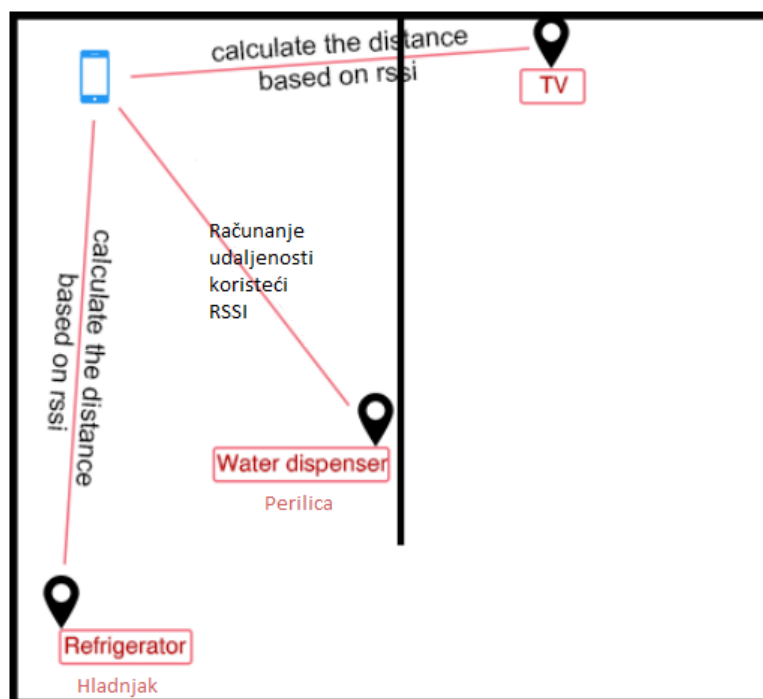 calculate the distance
based on rssi
TV
Računanje
udaljenosti
koristeći
RSSI
calculate the distance
based on rssi
Water dispenser
Perilica
Refrigerator
Hladnjak